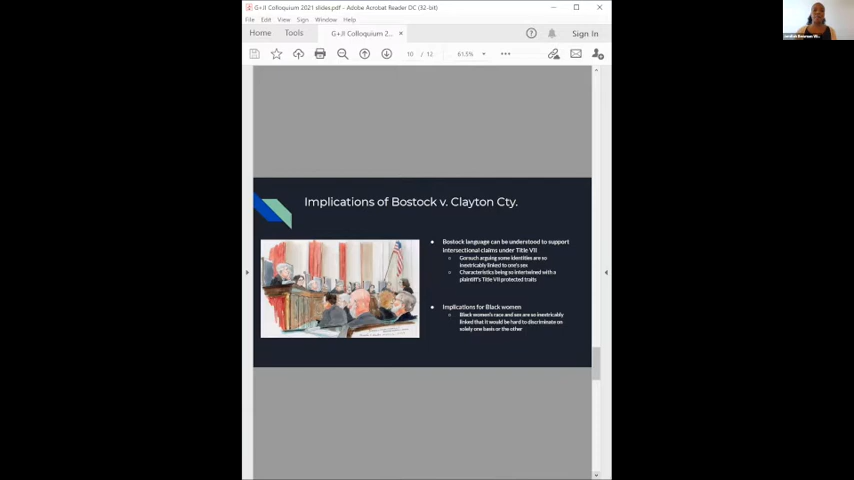 G+JI Colloquium 2021 slides.pdf - Adobe Acrobat Reader DC (32-bit)
File Edit View Sign Window Help
Home Tools G+JI Colloquium 2... × Sign In
10 / 12 61.5%
Implications of Bostock v. Clayton Cty.
Bostock language can be understood to support
intersectional claims under Title VII
Gorsuch arguing some identities are so
inextricably linked to one's sex
Characteristics being so intertwined with a
plaintiff's Title VII protected traits
Implications for Black women
Black women's race and sex are so inextricably
linked that it would be hard to discriminate on
solely one basis or the other